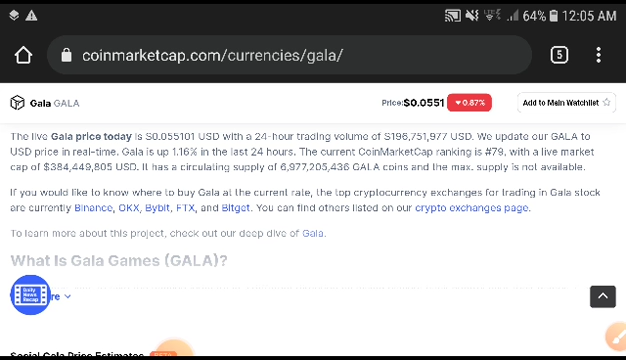 64% 12:05 AM
coinmarketcap.com/currencies/gala/
5
Gala GALA Price:$0.0551 0.87% Add to Main Watchlist
The live Gala price today is $0.055101 USD with a 24-hour trading volume of $196,751,977 USD. We update our GALA to
USD price in real-time. Gala is up 1.16% in the last 24 hours. The current CoinMarketCap ranking is #79, with a live market
cap of $384,449,805 USD. It has a circulating supply of 6,977,205,436 GALA coins and the max. supply is not available.
If you would like to know where to buy Gala at the current rate, the top cryptocurrency exchanges for trading in Gala stock
are currently Binance, OKX, Bybit, FTX, and Bitget. You can find others listed on our crypto exchanges page.
To learn more about this project, check out our deep dive of Gala.
What Is Gala Games (GALA)?
Daily
News
Recap
Social Gala Price Estimates